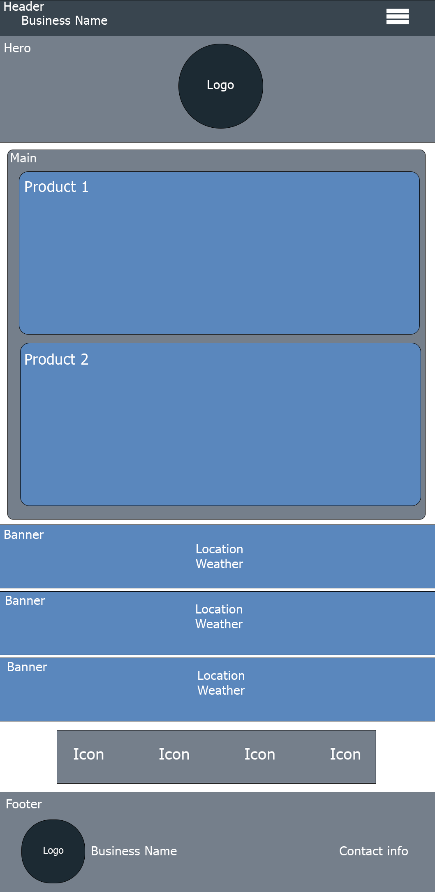 Header
Business Name
Hero
Logo
Main
Product 1
Product 2
Banner
Location
Weather
Banner
Location
Weather
Banner
Location
Weather
Icon Icon Icon Icon
Footer
Logo Business Name Contact info